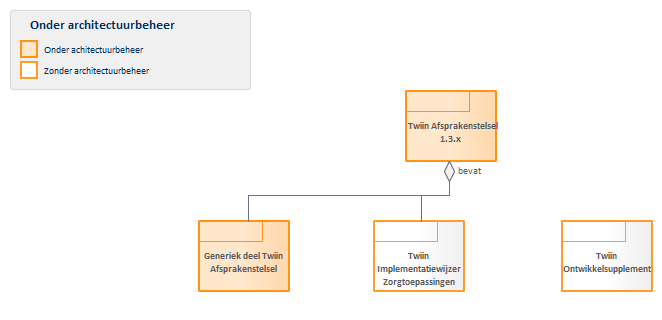 Onder architectuurbeheer
Onder achitectuurbeheer
Zonder architectuurbeheer
Twiin Afsprakenstelsel
1.3.x
bevat
Generiek deel Twiin
Afsprakenstelsel
Twiin
Implementatiewijzer
Zorgtoepassingen
Twiin
Ontwikkelsupplement